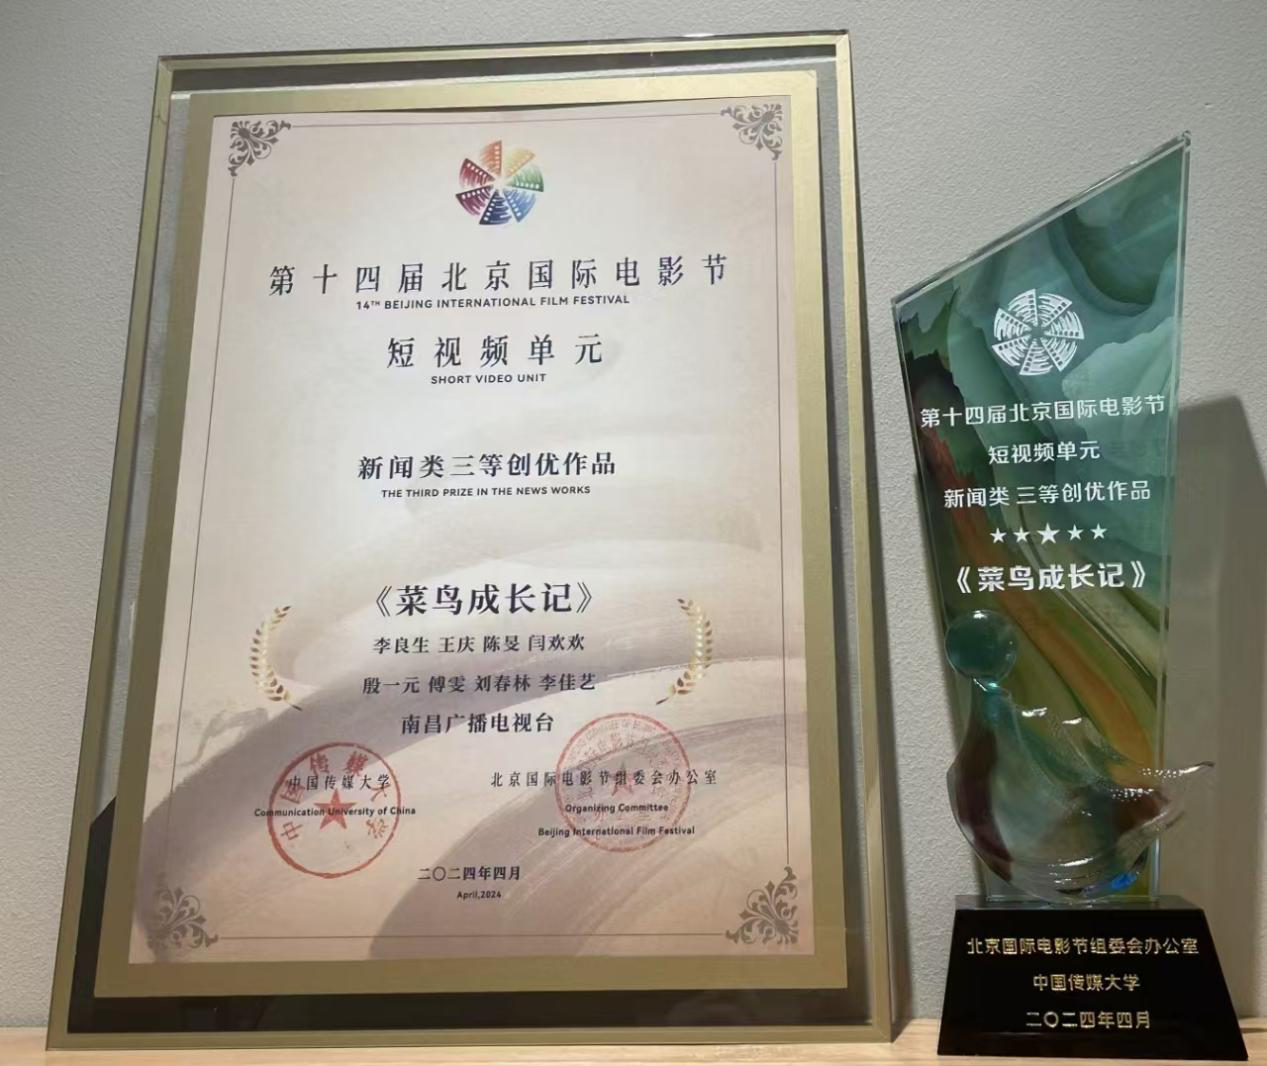 第十四届北京国际电影节
14TH BEIJING INTERNATIONAL FILM FESTIVAL
短视频单元
SHORT VIDEO UNIT
新闻类三等创优作品
THE THIRD PRIZE IN THE NEWS WORKS
《菜鸟成长记》
李良生 王庆 陈旻 闫欢欢
殷一元 傅雯 刘春林 李佳艺
南昌广播电视台
中国传媒大学
Communication University of China
中国传媒大学
北京国际电影节组委会办公室
Organizing Committee
Beijing International Film Festival
二〇二四年四月
April,2024
第十四届北京国际电影节
短视频单元
新闻类 三等创优作品
★★★★★
《菜鸟成长记》
北京国际电影节组委会办公室
中国传媒大学
二〇二四年四月